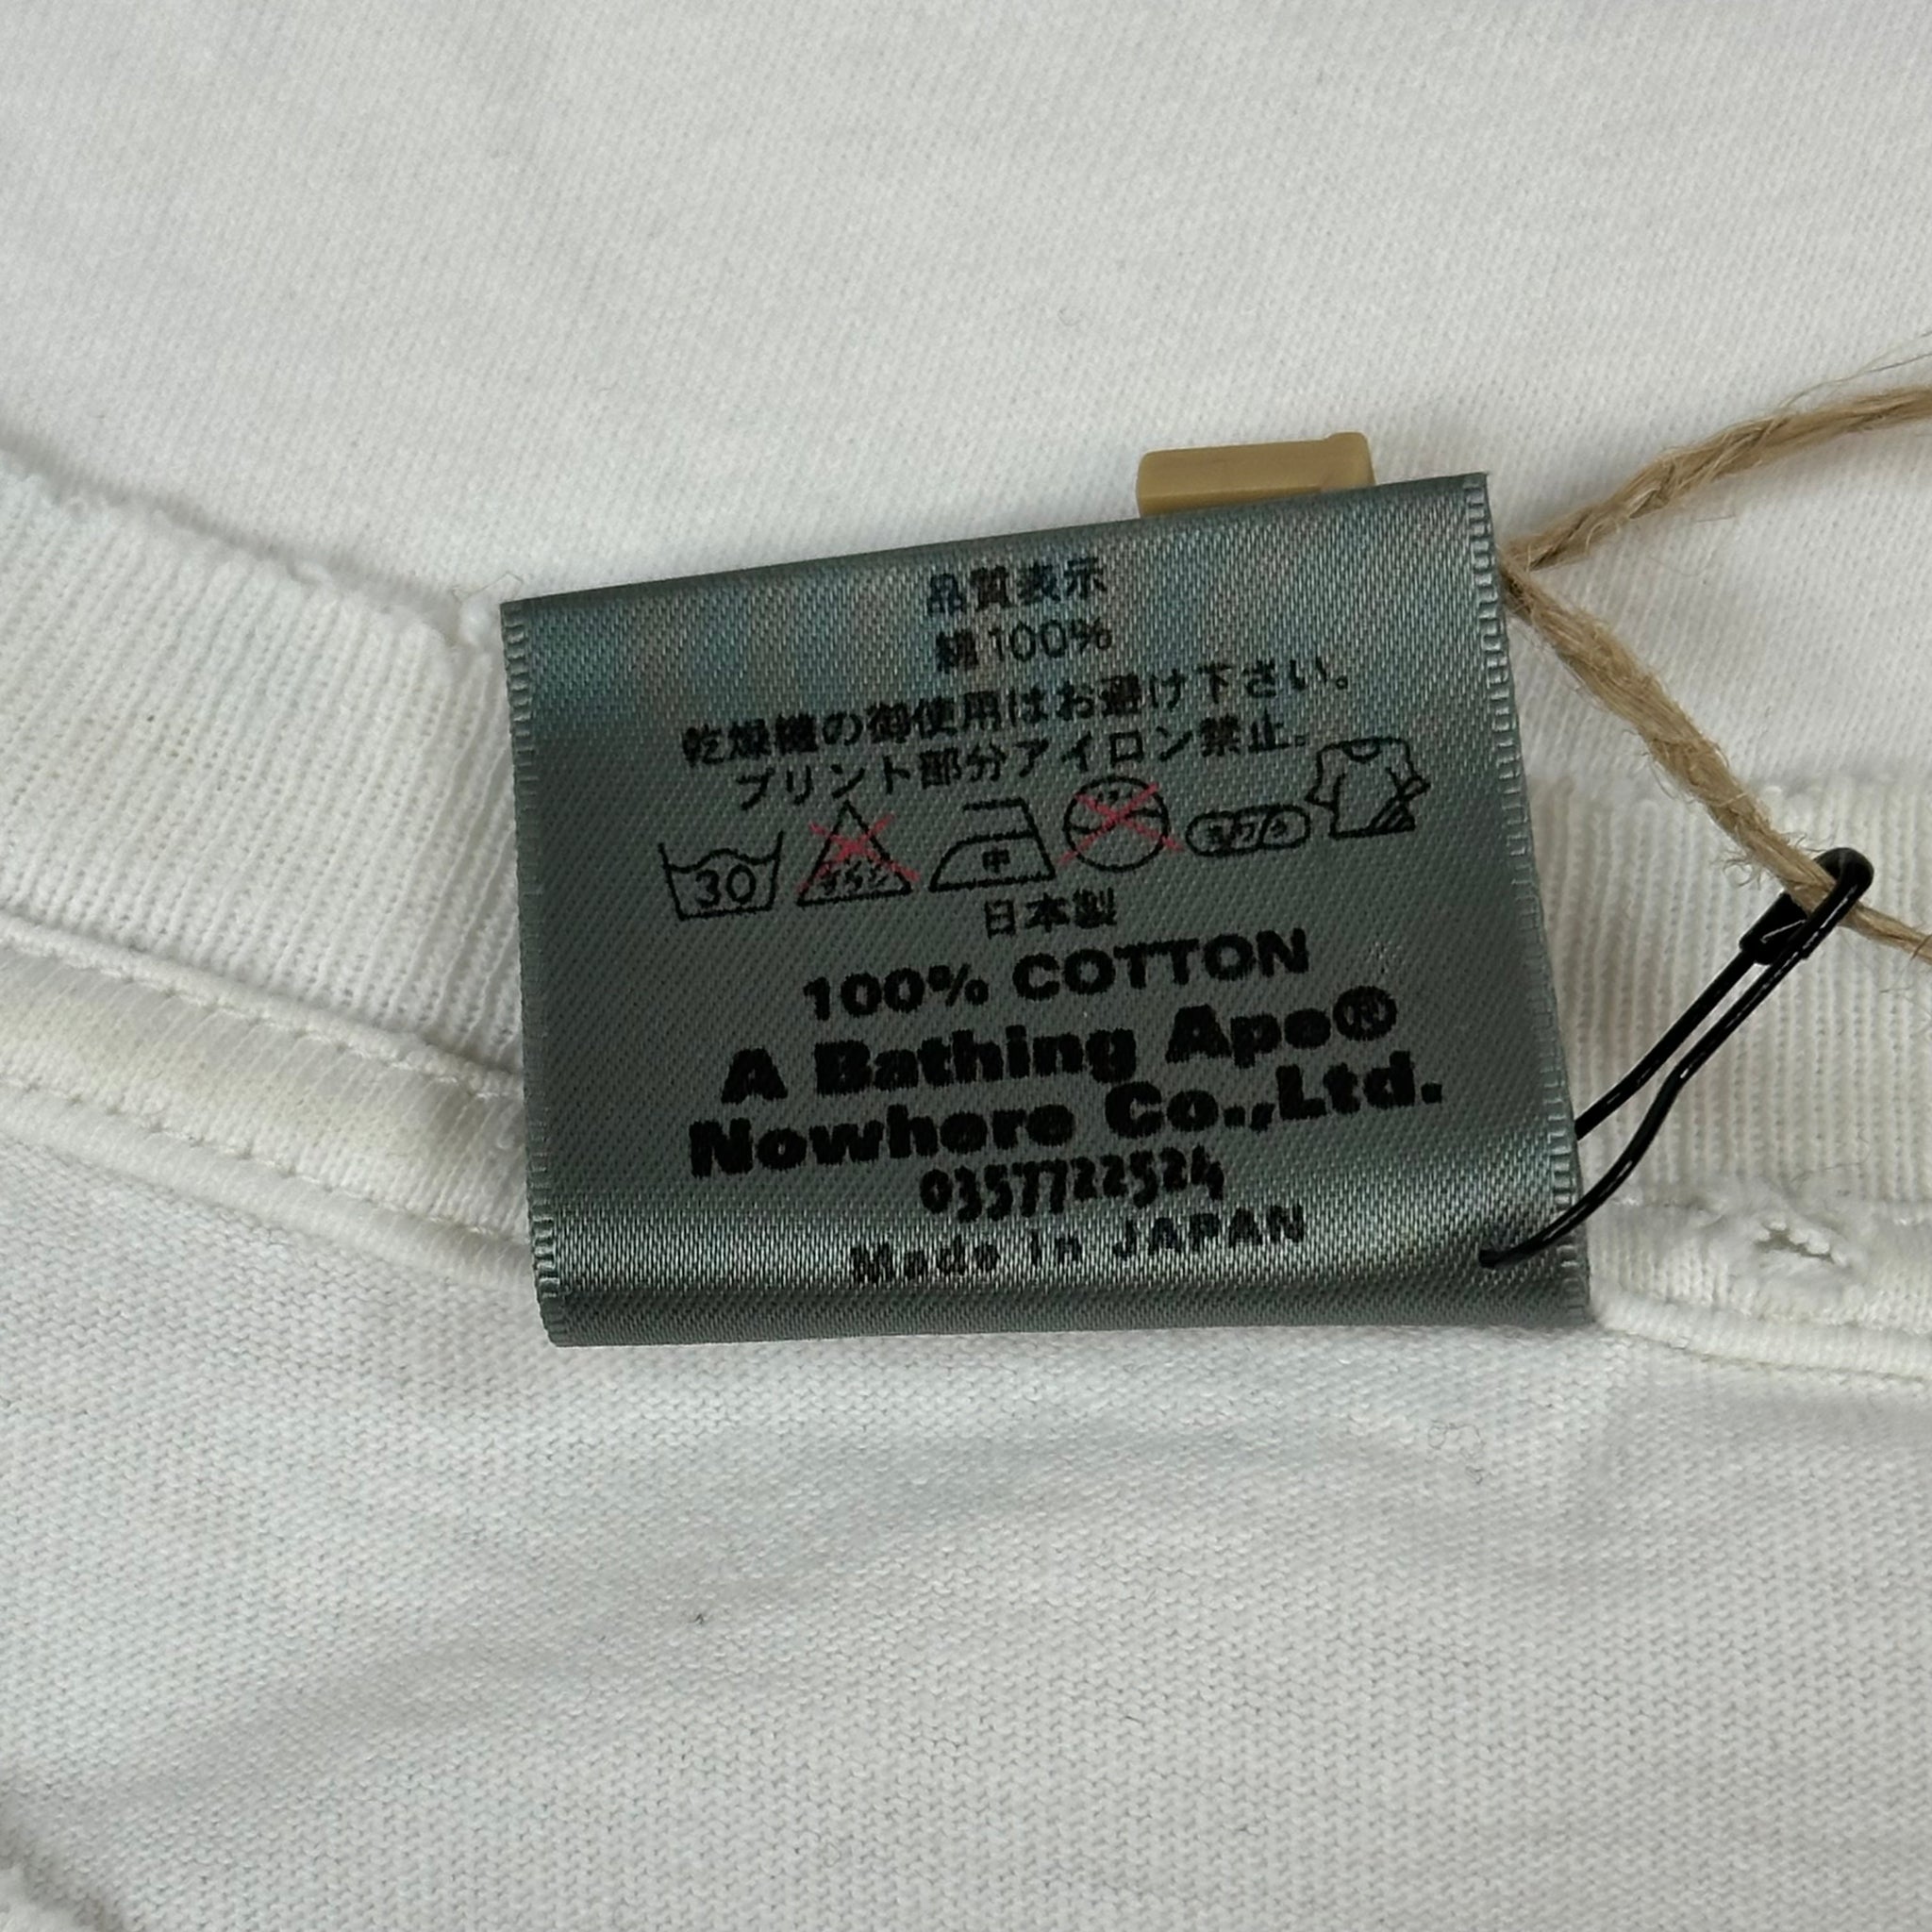 品質表示
綿100%
乾燥機の御使用はお避け下さい。
プリント部分アイロン禁止。
30
中
日本製
100% COTTON
A Bathing Ape®
Nowhere Co.,Ltd.
0357722524
Made in JAPAN